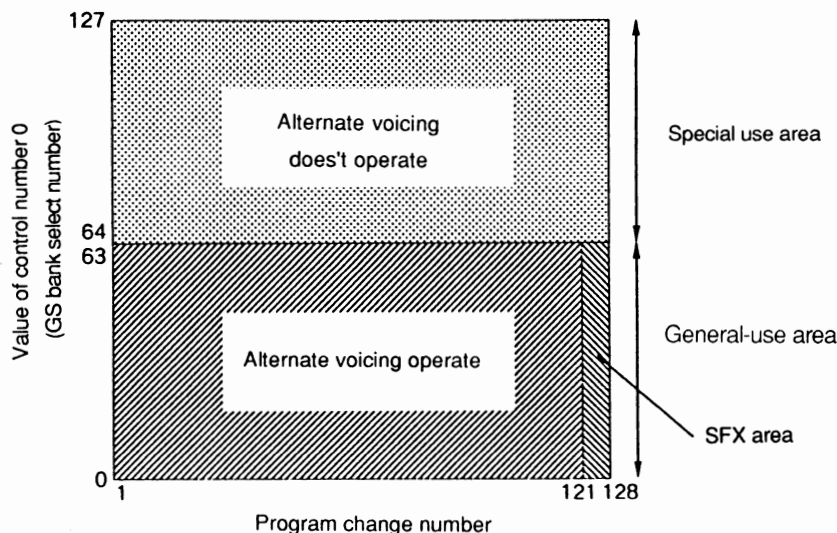 127
Alternate voicing
does't operate
Special use area
Value of control number 0
(GS bank select number)
64
63
Alternate voicing operate
General-use area
SFX area
0
1
121 128
Program change number